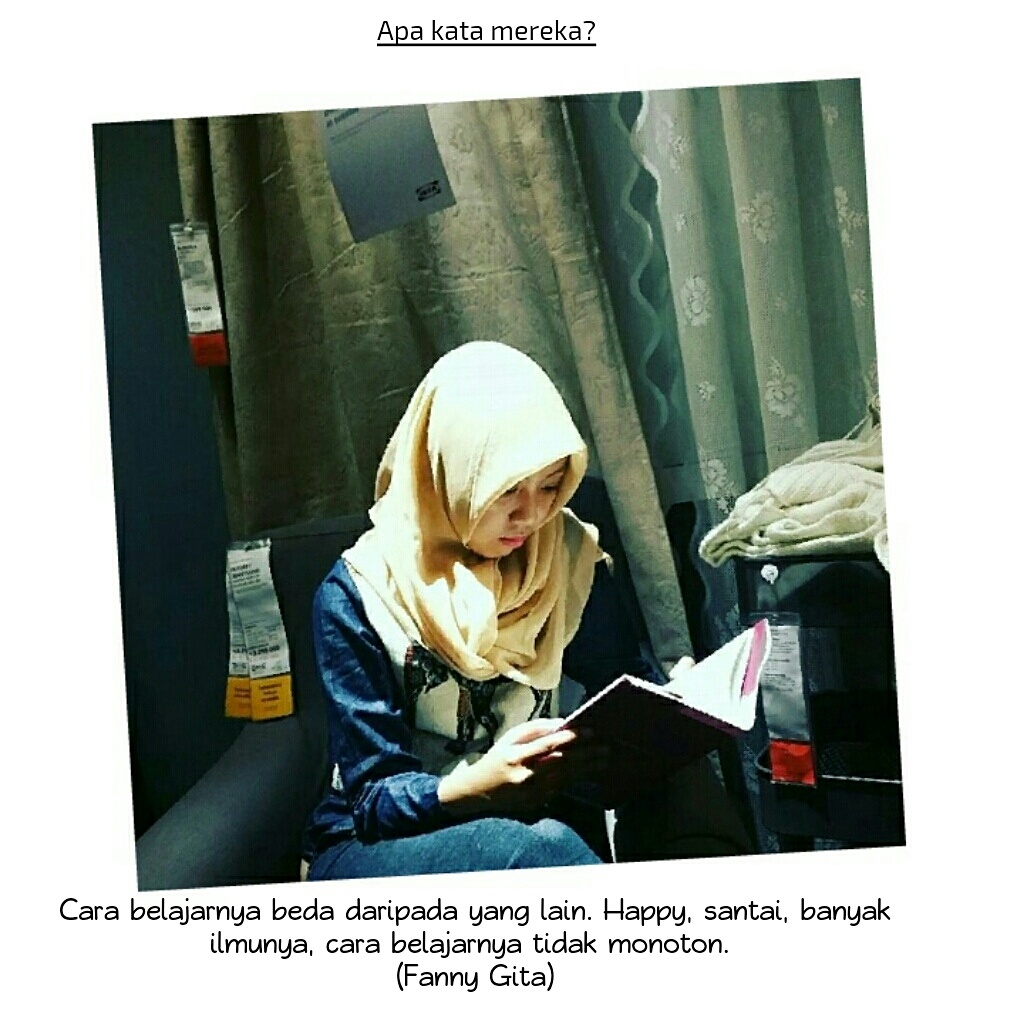 Apa kata mereka?
IKEA
Cara belajarnya beda daripada yang lain. Happy, santai, banyak
ilmunya, cara belajarnya tidak monoton.
(Fanny Gita)